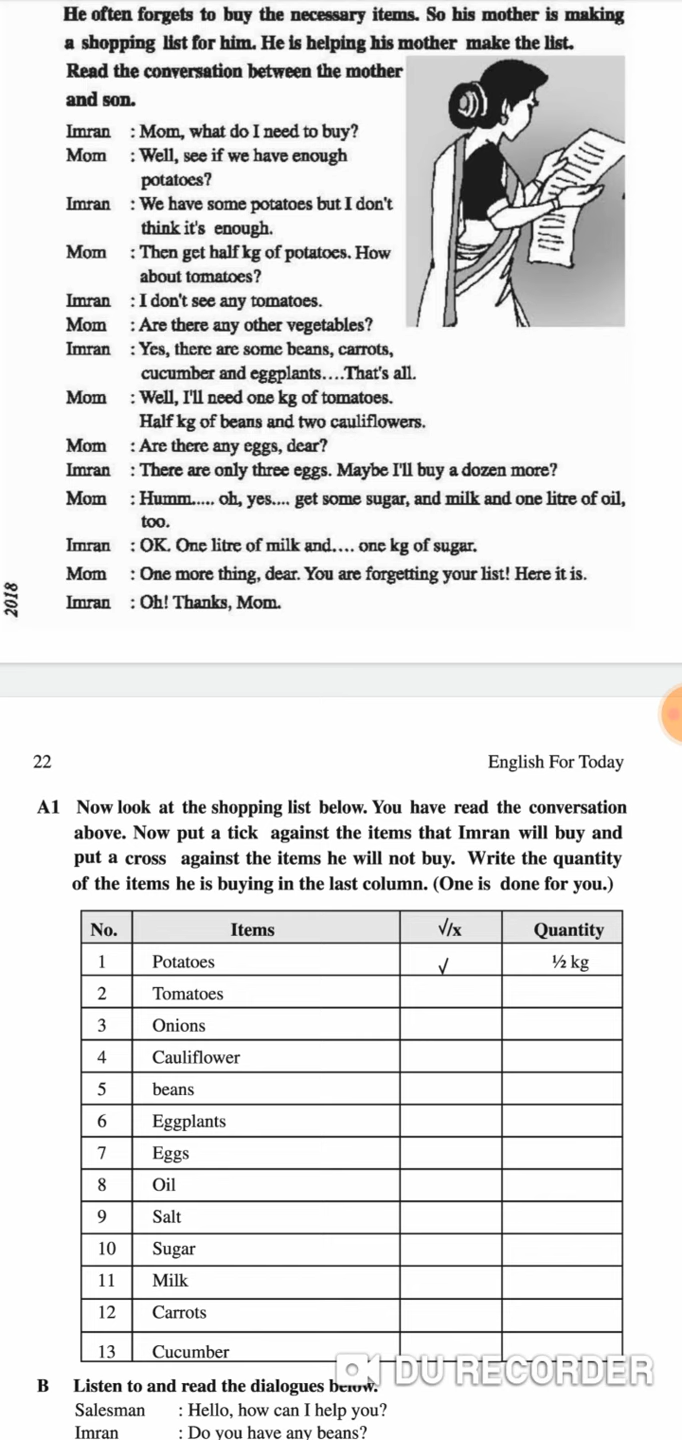 He often forgets to buy the necessary items. So his mother is making
a shopping list for him. He is helping his mother make the list.
Read the conversation between the mother
and son.
Imran : Mom, what do I need to buy?
Mom : Well, see if we have enough
potatoes?
Imran : We have some potatoes but I don't
think it's enough.
Mom : Then get half kg of potatoes. How
about tomatoes?
Imran : I don't see any tomatoes.
Mom : Are there any other vegetables?
Imran : Yes, there are some beans, carrots,
cucumber and eggplants....That's all.
Mom : Well, I'll need one kg of tomatoes.
Half kg of beans and two cauliflowers.
Mom : Are there any eggs, dear?
Imran : There are only three eggs. Maybe I'll buy a dozen more?
Mom : Humm..... oh, yes.... get some sugar, and milk and one litre of oil,
too.
Imran : OK. One litre of milk and.... one kg of sugar.
Mom : One more thing, dear. You are forgetting your list! Here it is.
Imran : Oh! Thanks, Mom.
2018
22 English For Today
A1 Now look at the shopping list below. You have read the conversation
above. Now put a tick against the items that Imran will buy and
put a cross against the items he will not buy. Write the quantity
of the items he is buying in the last column. (One is done for you.)
No. Items √/x Quantity
1 Potatoes √ ½ kg
2 Tomatoes
3 Onions
4 Cauliflower
5 beans
6 Eggplants
7 Eggs
8 Oil
9 Salt
10 Sugar
11 Milk
12 Carrots
13 Cucumber
DU RECORDER
B Listen to and read the dialogues below.
Salesman : Hello, how can I help you?
Imran : Do you have any beans?